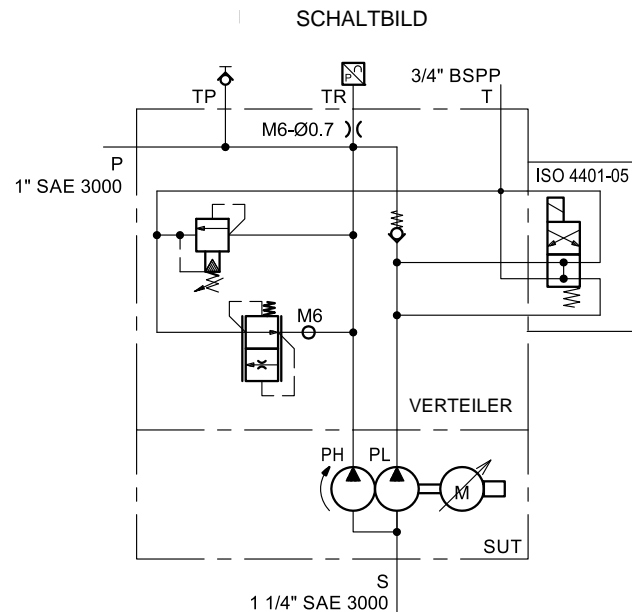 SCHALTBILD
3/4" BSPP
TP
TR
T
M6-Ø0.7
P
1" SAE 3000
ISO 4401-05
P
M6
VERTEILER
PH
PL
M
SUT
S
1 1/4" SAE 3000